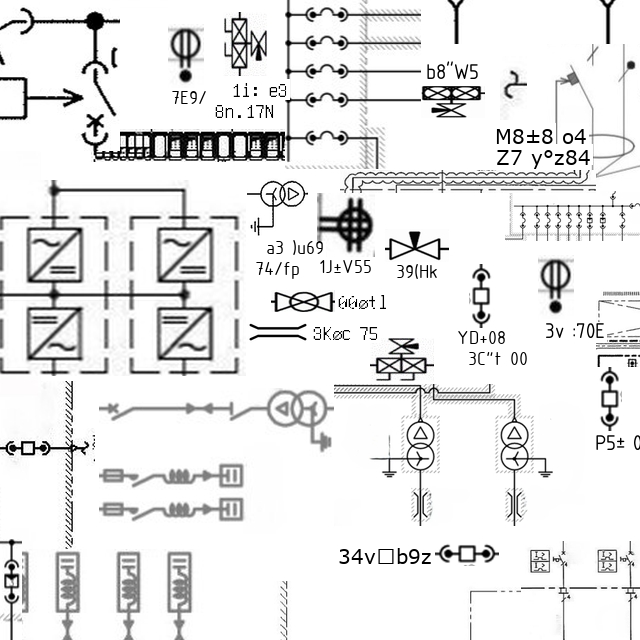 b8"W5
7E9/
1i: e3
8n.17N
M8±8 o4
Z7 y°z84
a3 )u69
74/fp
1J±V55
39(Hk
00øtl
3Køc 75
YD+08
3C"t 00
3v :70E
P5± 0
34v□b9z